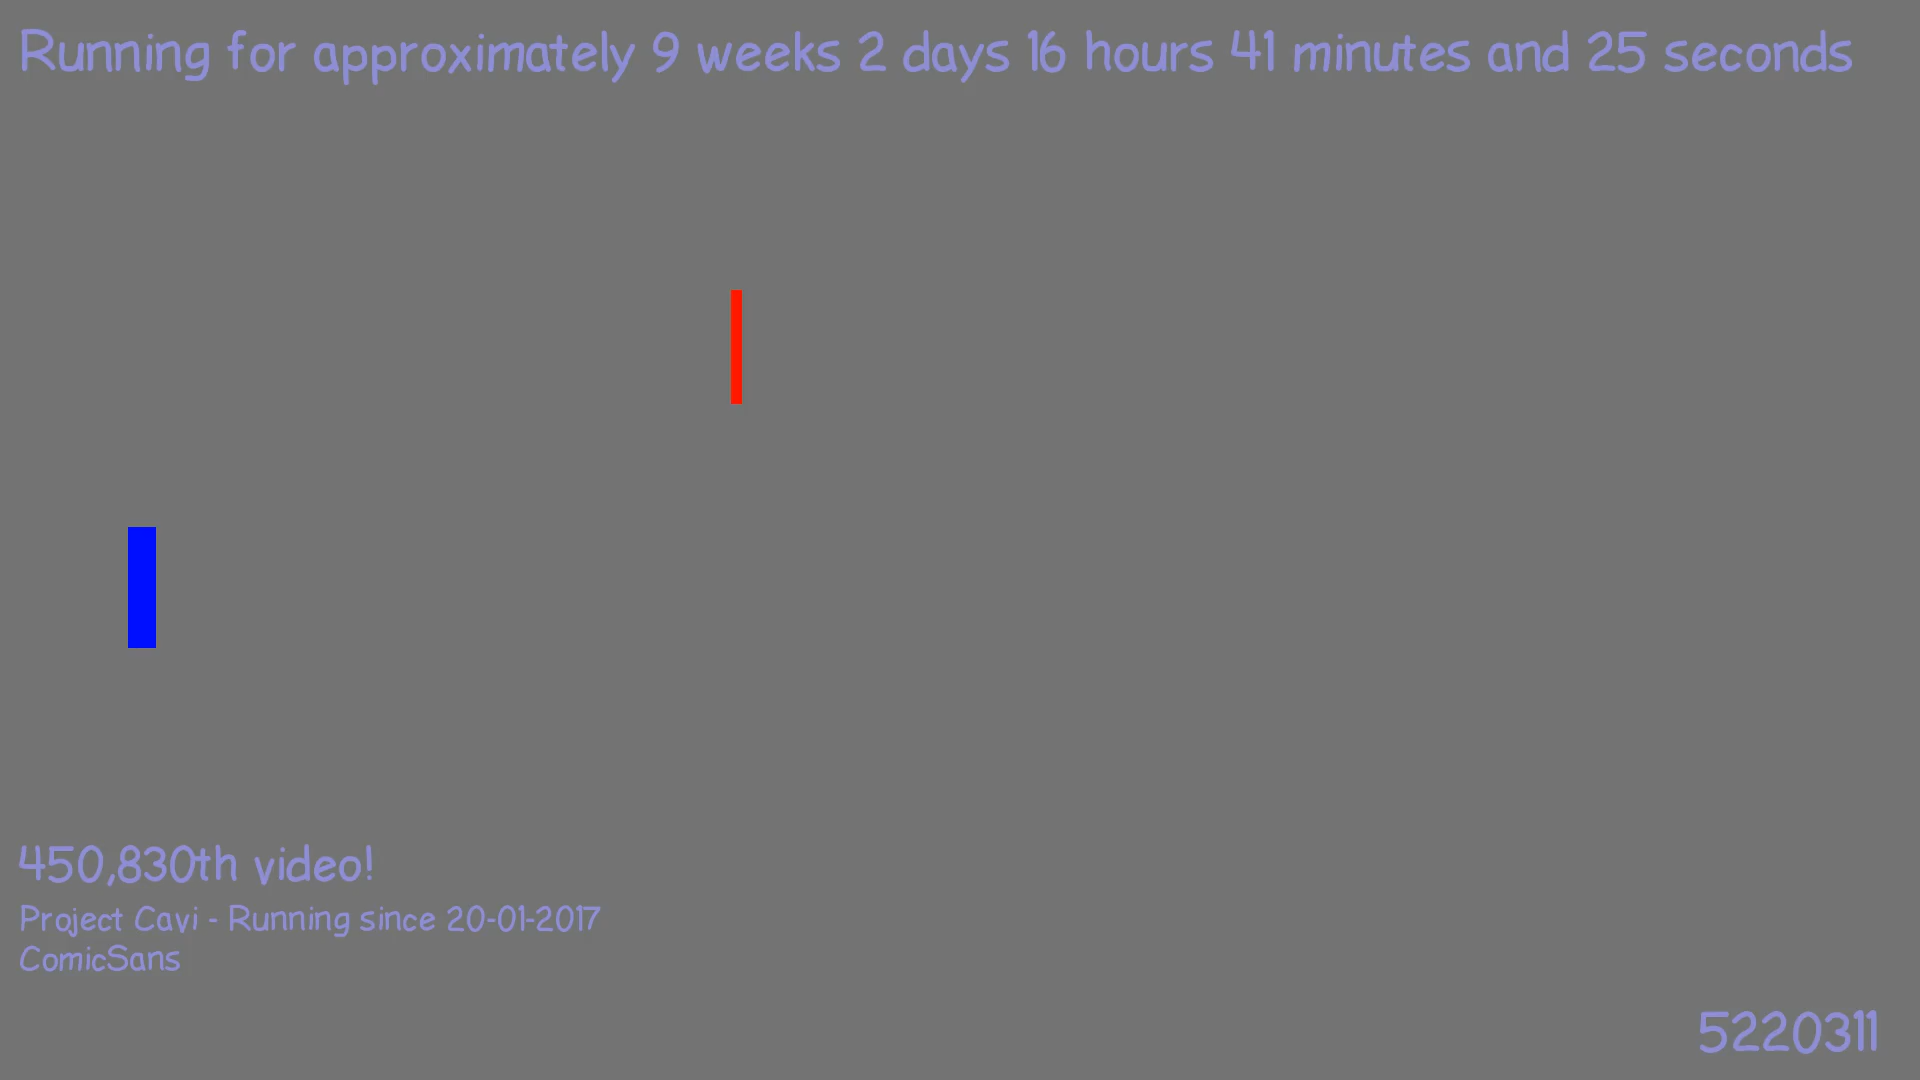 Running for approximately 9 weeks 2 days 16 hours 41 minutes and 25 seconds
450,830th video!
Project Cavi - Running since 20-01-2017
ComicSans
5220311